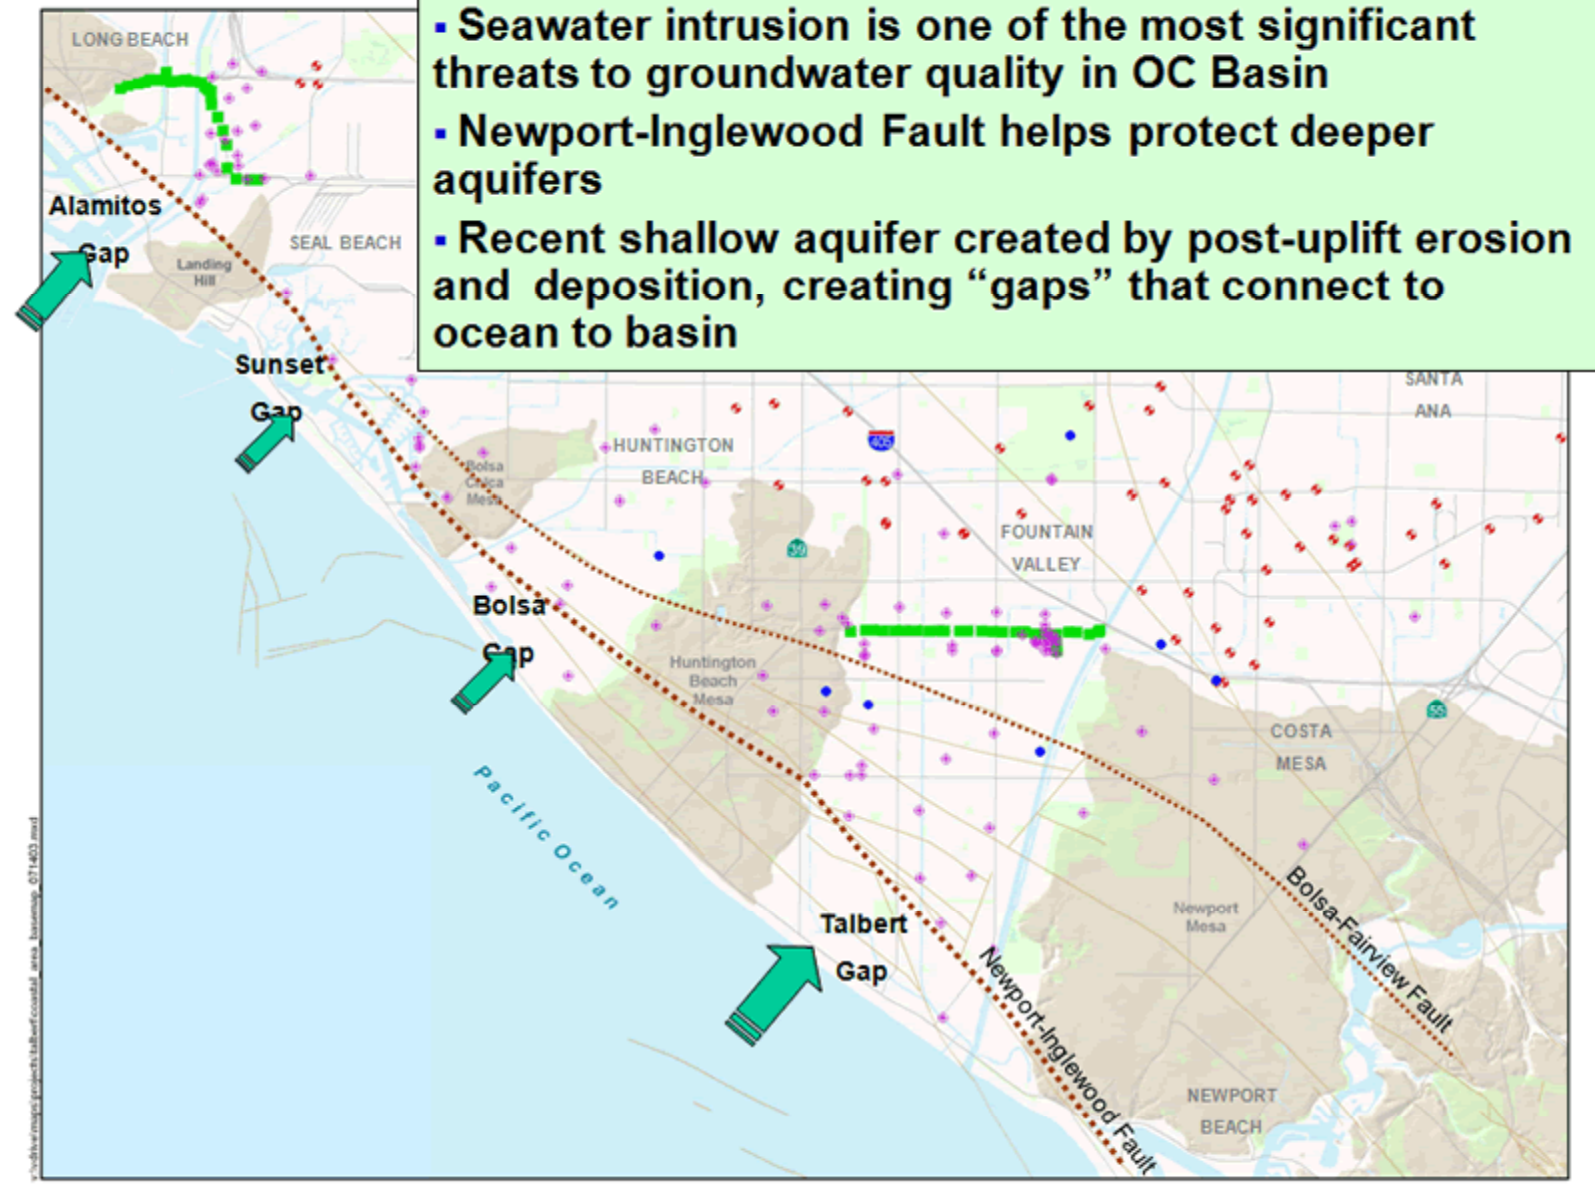 ▪ Seawater intrusion is one of the most significant
threats to groundwater quality in OC Basin
▪ Newport-Inglewood Fault helps protect deeper
aquifers
▪ Recent shallow aquifer created by post-uplift erosion
and deposition, creating “gaps” that connect to
ocean to basin
LONG BEACH
Alamitos
Gap
SEAL BEACH
Landing
Hill
Sunset
Gap
SANTA
ANA
HUNTINGTON
BEACH
405
Bolsa
Chica
Mesa
FOUNTAIN
VALLEY
39
Bolsa
Gap
Huntington
Beach
Mesa
55
COSTA
MESA
Pacific Ocean
Bolsa-Fairview Fault
Newport
Mesa
Talbert
Gap
Newport-Inglewood Fault
NEWPORT
BEACH